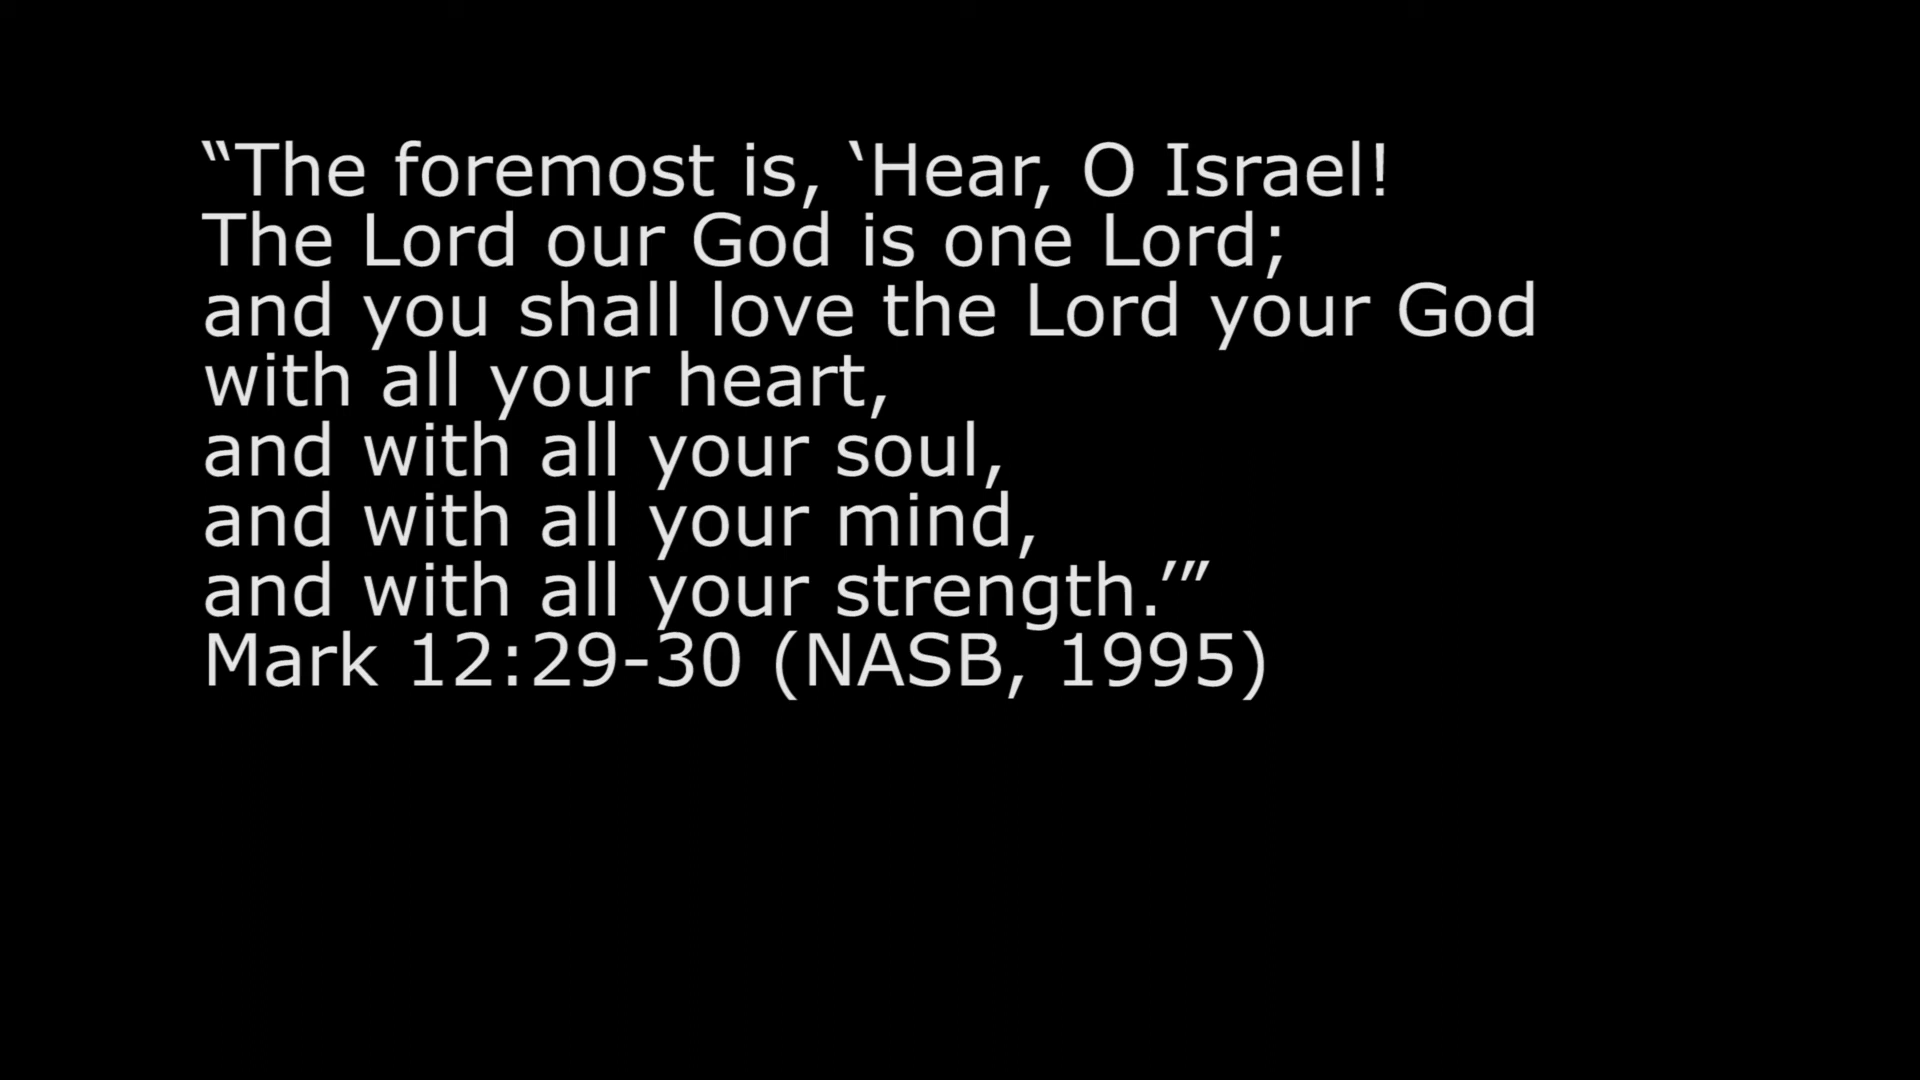 “The foremost is, ‘Hear, O Israel!
The Lord our God is one Lord;
and you shall love the Lord your God
with all your heart,
and with all your soul,
and with all your mind,
and with all your strength.’”
Mark 12:29-30 (NASB, 1995)